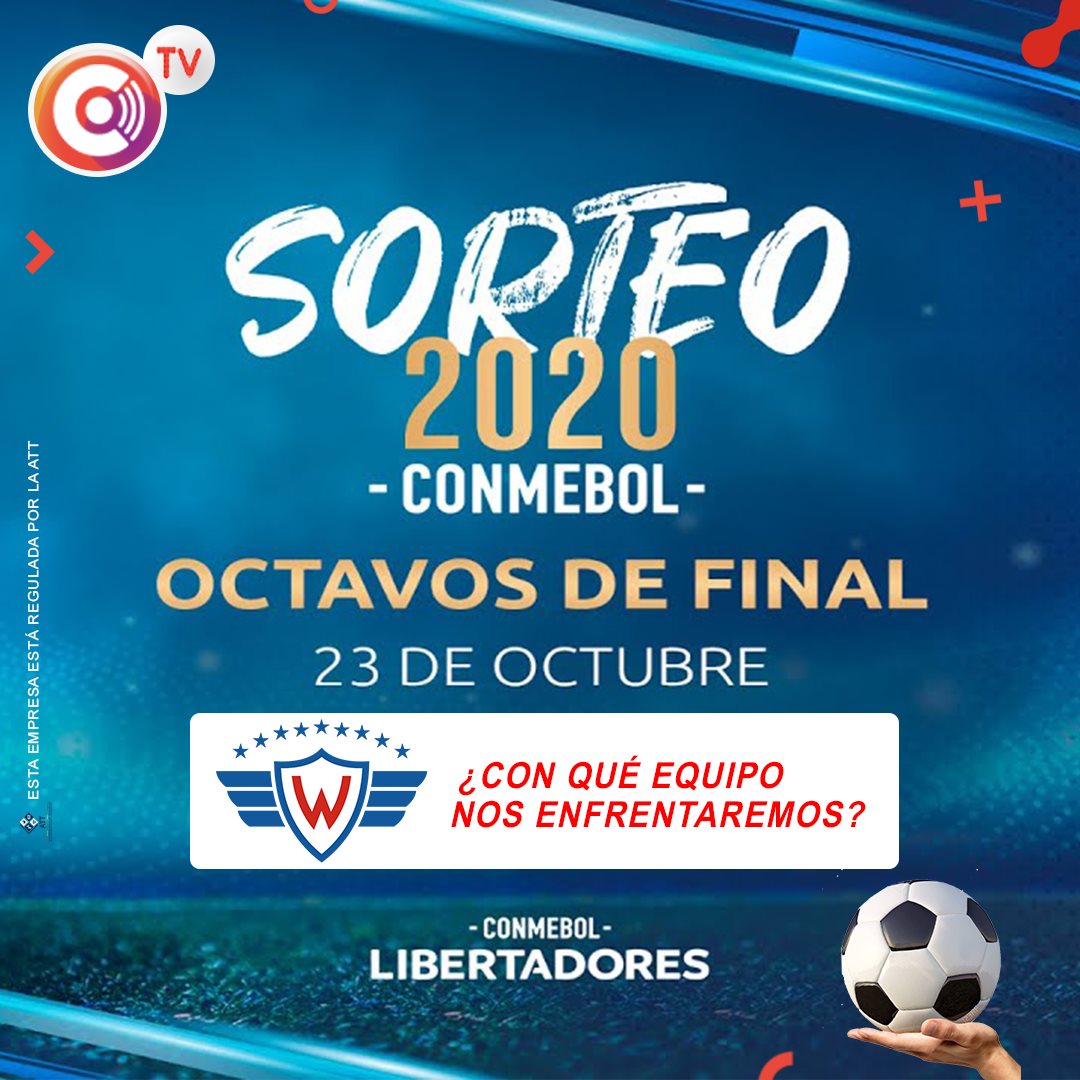 TV
SORTEO
2020
- CONMEBOL -
OCTAVOS DE FINAL
23 DE OCTUBRE
W
¿CON QUÉ EQUIPO
NOS ENFRENTAREMOS?
- CONMEBOL -
LIBERTADORES
ESTA EMPRESA ESTÁ REGULADA POR LA ATT
ATT